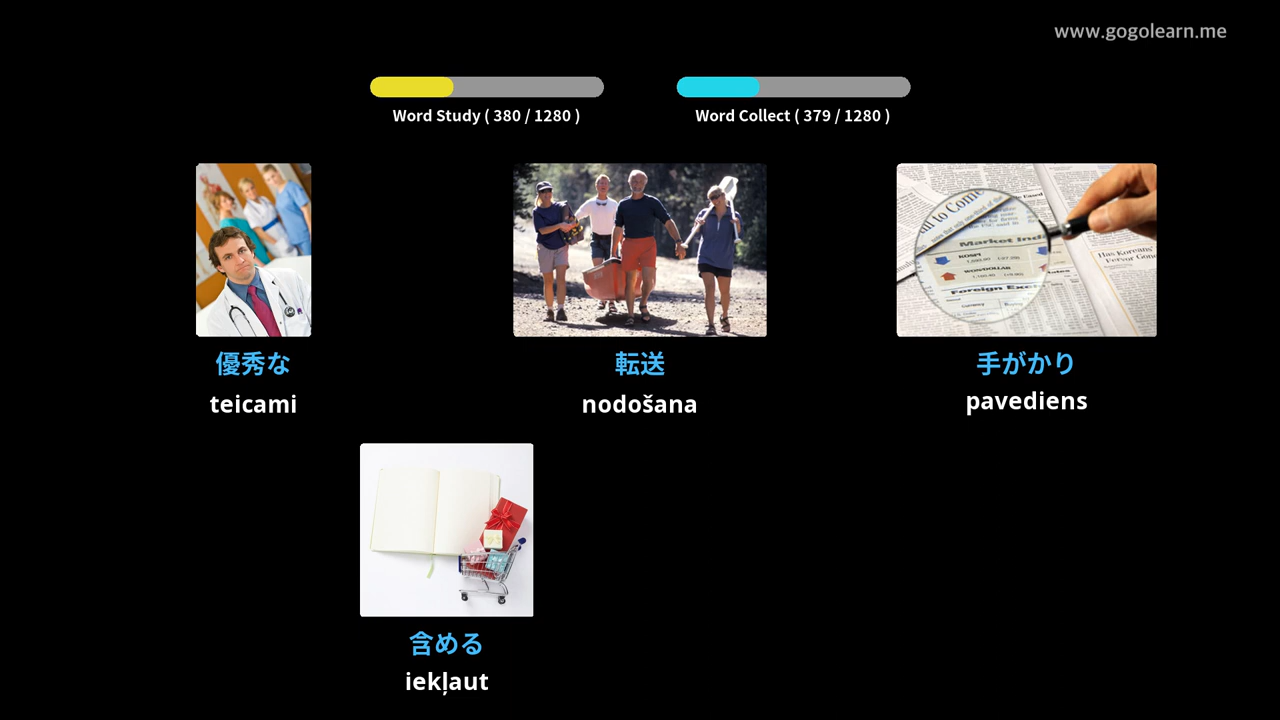 www.gogolearn.me
Word Study ( 380 / 1280 )
Word Collect ( 379 / 1280 )
優秀な
teicami
転送
nodošana
手がかり
pavediens
含める
iekļaut